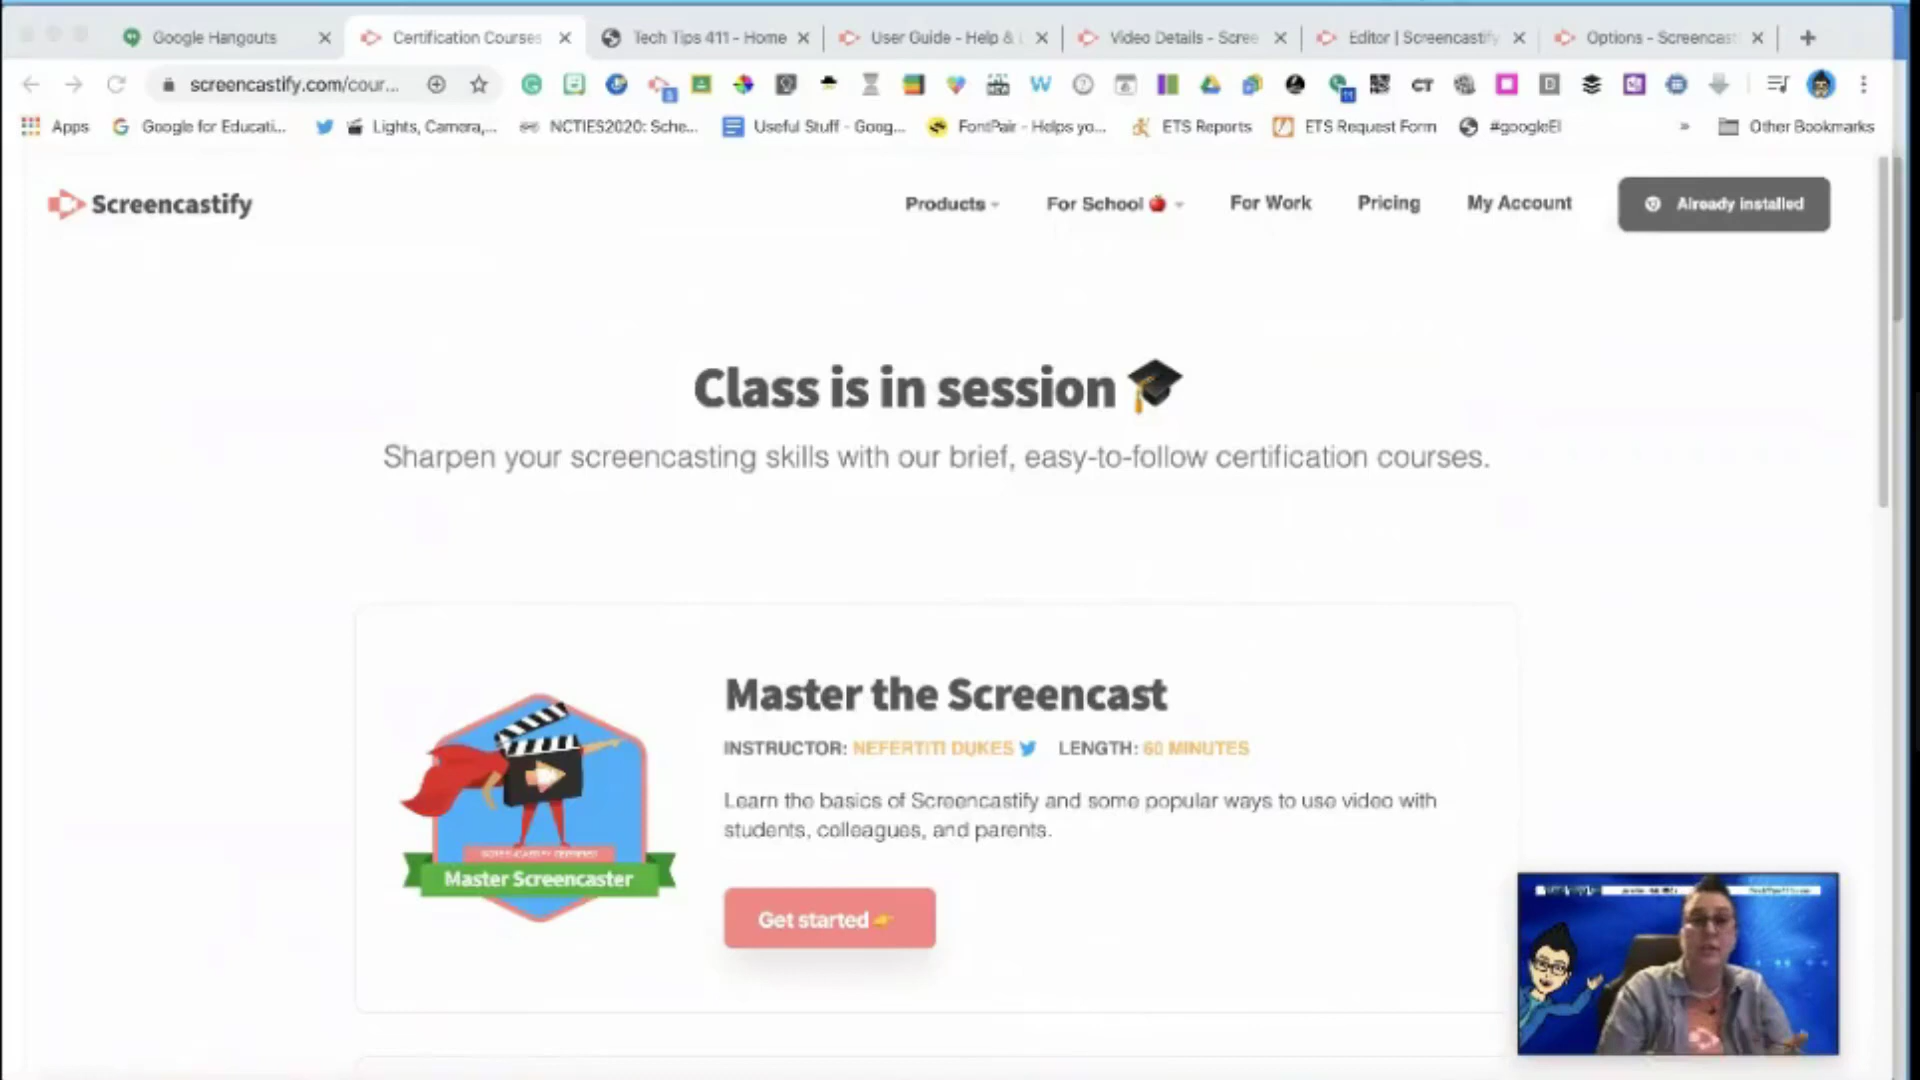 Google Hangouts
Certification Courses
Tech Tips 411 - Home
User Guide - Help &
Video Details - Scree
Editor | Screencastify
Options - Screencast
screencastify.com/cour...
11
CT
W
Apps
Google for Educati...
Lights, Camera,...
NCTIES2020: Sche...
Useful Stuff - Goog...
FontPair - Helps yo...
ETS Reports
ETS Request Form
#googleEI
»
Other Bookmarks
Screencastify
Products
For School
For Work
Pricing
My Account
Already installed
Class is in session
Sharpen your screencasting skills with our brief, easy-to-follow certification courses.
Master the Screencast
INSTRUCTOR: NEFERTITI DUKES LENGTH: 60 MINUTES
Learn the basics of Screencastify and some popular ways to use video with
students, colleagues, and parents.
SCREENCASTIFY CERTIFIED
Master Screencaster
Get started